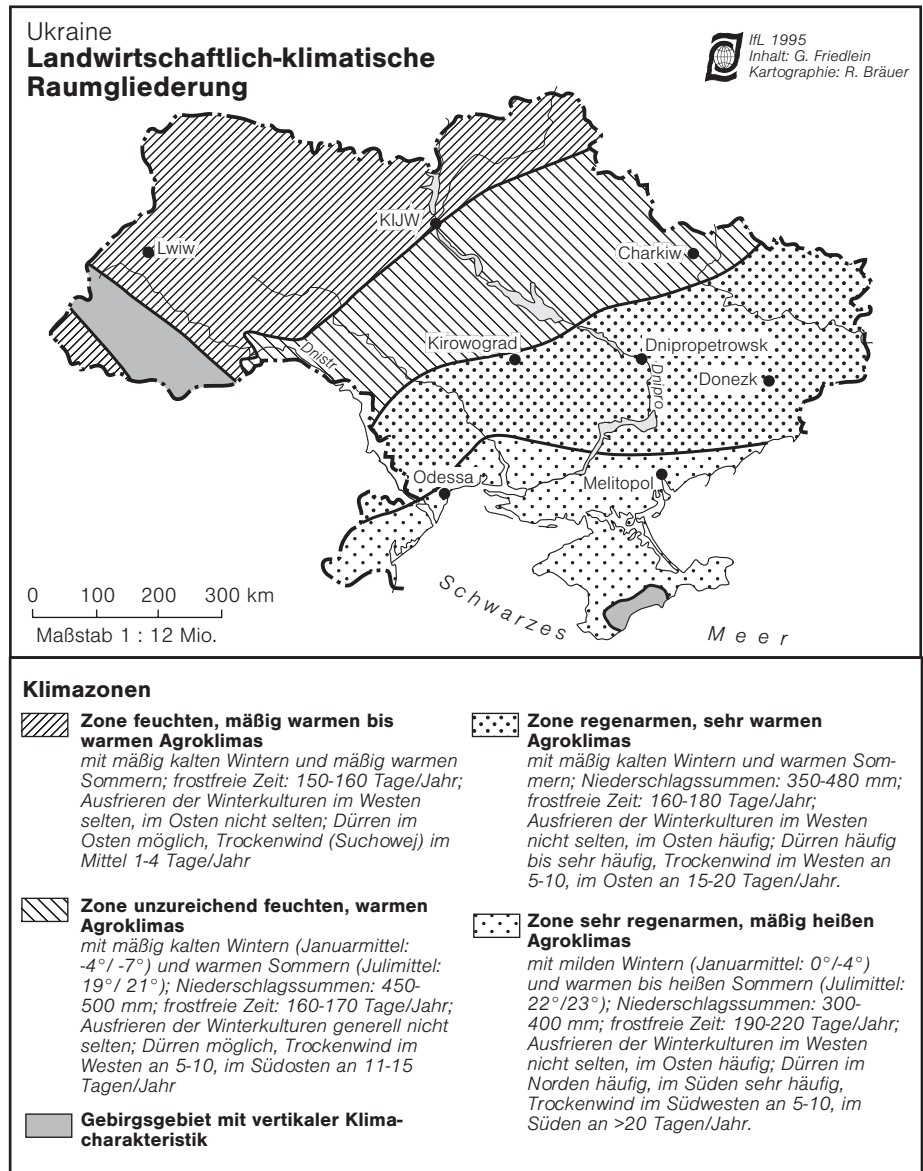 Ukraine
Landwirtschaftlich-klimatische
Raumgliederung
IfL 1995
Inhalt: G. Friedlein
Kartographie: R. Bräuer
KIJW
Lwiw
Charkiw
Kirowograd
Dnipropetrowsk
Dnistr
Dnipro
Donezk
Odessa
Melitopol
Schwarzes Meer
0 100 200 300 km
Maßstab 1 : 12 Mio.
Klimazonen
Zone feuchten, mäßig warmen bis
warmen Agroklimas
mit mäßig kalten Wintern und mäßig warmen
Sommern; frostfreie Zeit: 150-160 Tage/Jahr;
Ausfrieren der Winterkulturen im Westen
selten, im Osten nicht selten; Dürren im
Osten möglich, Trockenwind (Suchowej) im
Mittel 1-4 Tage/Jahr
Zone unzureichend feuchten, warmen
Agroklimas
mit mäßig kalten Wintern (Januarmittel:
-4°/ -7°) und warmen Sommern (Julimittel:
19°/ 21°); Niederschlagssummen: 450-
500 mm; frostfreie Zeit: 160-170 Tage/Jahr;
Ausfrieren der Winterkulturen generell nicht
selten; Dürren möglich, Trockenwind im
Westen an 5-10, im Südosten an 11-15
Tagen/Jahr
Gebirgsgebiet mit vertikaler Klima-
charakteristik
Zone regenarmen, sehr warmen
Agroklimas
mit mäßig kalten Wintern und warmen Som-
mern; Niederschlagssummen: 350-480 mm;
frostfreie Zeit: 160-180 Tage/Jahr;
Ausfrieren der Winterkulturen im Westen
nicht selten, im Osten häufig; Dürren häufig
bis sehr häufig, Trockenwind im Westen an
5-10, im Osten an 15-20 Tagen/Jahr.
Zone sehr regenarmen, mäßig heißen
Agroklimas
mit milden Wintern (Januarmittel: 0°/-4°)
und warmen bis heißen Sommern (Julimittel:
22°/23°); Niederschlagssummen: 300-
400 mm; frostfreie Zeit: 190-220 Tage/Jahr;
Ausfrieren der Winterkulturen im Westen
nicht selten, im Osten häufig; Dürren im
Norden häufig, im Süden sehr häufig,
Trockenwind im Südwesten an 5-10, im
Süden an >20 Tagen/Jahr.